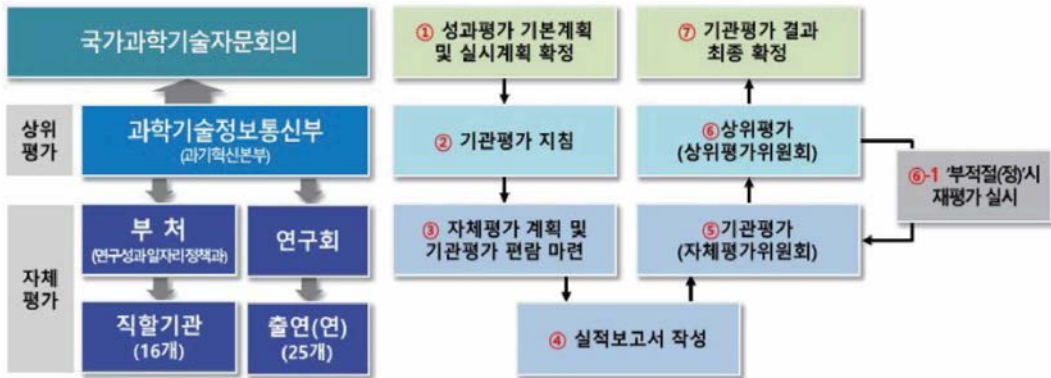 국가과학기술자문회의
상위
평가
과학기술정보통신부
(과기혁신본부)
자체
평가
부 처
(연구성과일자리정책과)
연구회
직할기관
(16개)
출연(연)
(25개)
① 성과평가 기본계획
및 실시계획 확정
② 기관평가 지침
③ 자체평가 계획 및
기관평가 편람 마련
④ 실적보고서 작성
⑤ 기관평가
(자체평가위원회)
⑥상위평가
(상위평가위원회)
⑥-1 '부적절(정)'시
재평가 실시
⑦ 기관평가 결과
최종 확정